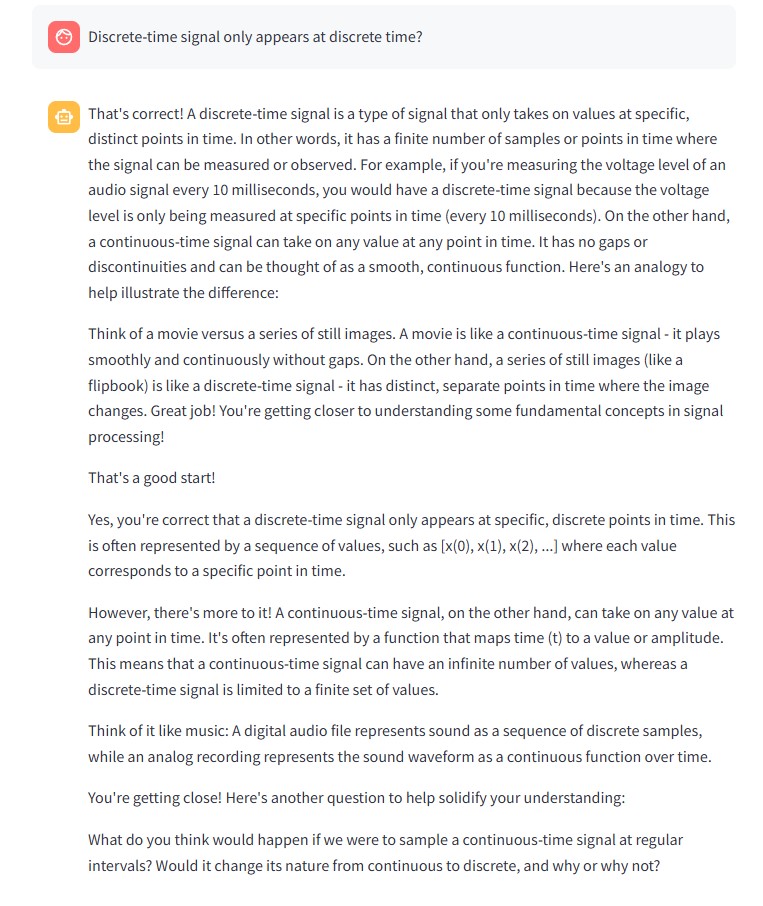 Discrete-time signal only appears at discrete time?
That's correct! A discrete-time signal is a type of signal that only takes on values at specific,
distinct points in time. In other words, it has a finite number of samples or points in time where
the signal can be measured or observed. For example, if you're measuring the voltage level of an
audio signal every 10 milliseconds, you would have a discrete-time signal because the voltage
level is only being measured at specific points in time (every 10 milliseconds). On the other hand,
a continuous-time signal can take on any value at any point in time. It has no gaps or
discontinuities and can be thought of as a smooth, continuous function. Here's an analogy to
help illustrate the difference:
Think of a movie versus a series of still images. A movie is like a continuous-time signal - it plays
smoothly and continuously without gaps. On the other hand, a series of still images (like a
flipbook) is like a discrete-time signal - it has distinct, separate points in time where the image
changes. Great job! You're getting closer to understanding some fundamental concepts in signal
processing!
That's a good start!
Yes, you're correct that a discrete-time signal only appears at specific, discrete points in time. This
is often represented by a sequence of values, such as [x(0), x(1), x(2), ...] where each value
corresponds to a specific point in time.
However, there's more to it! A continuous-time signal, on the other hand, can take on any value at
any point in time. It's often represented by a function that maps time (t) to a value or amplitude.
This means that a continuous-time signal can have an infinite number of values, whereas a
discrete-time signal is limited to a finite set of values.
Think of it like music: A digital audio file represents sound as a sequence of discrete samples,
while an analog recording represents the sound waveform as a continuous function over time.
You're getting close! Here's another question to help solidify your understanding:
What do you think would happen if we were to sample a continuous-time signal at regular
intervals? Would it change its nature from continuous to discrete, and why or why not?